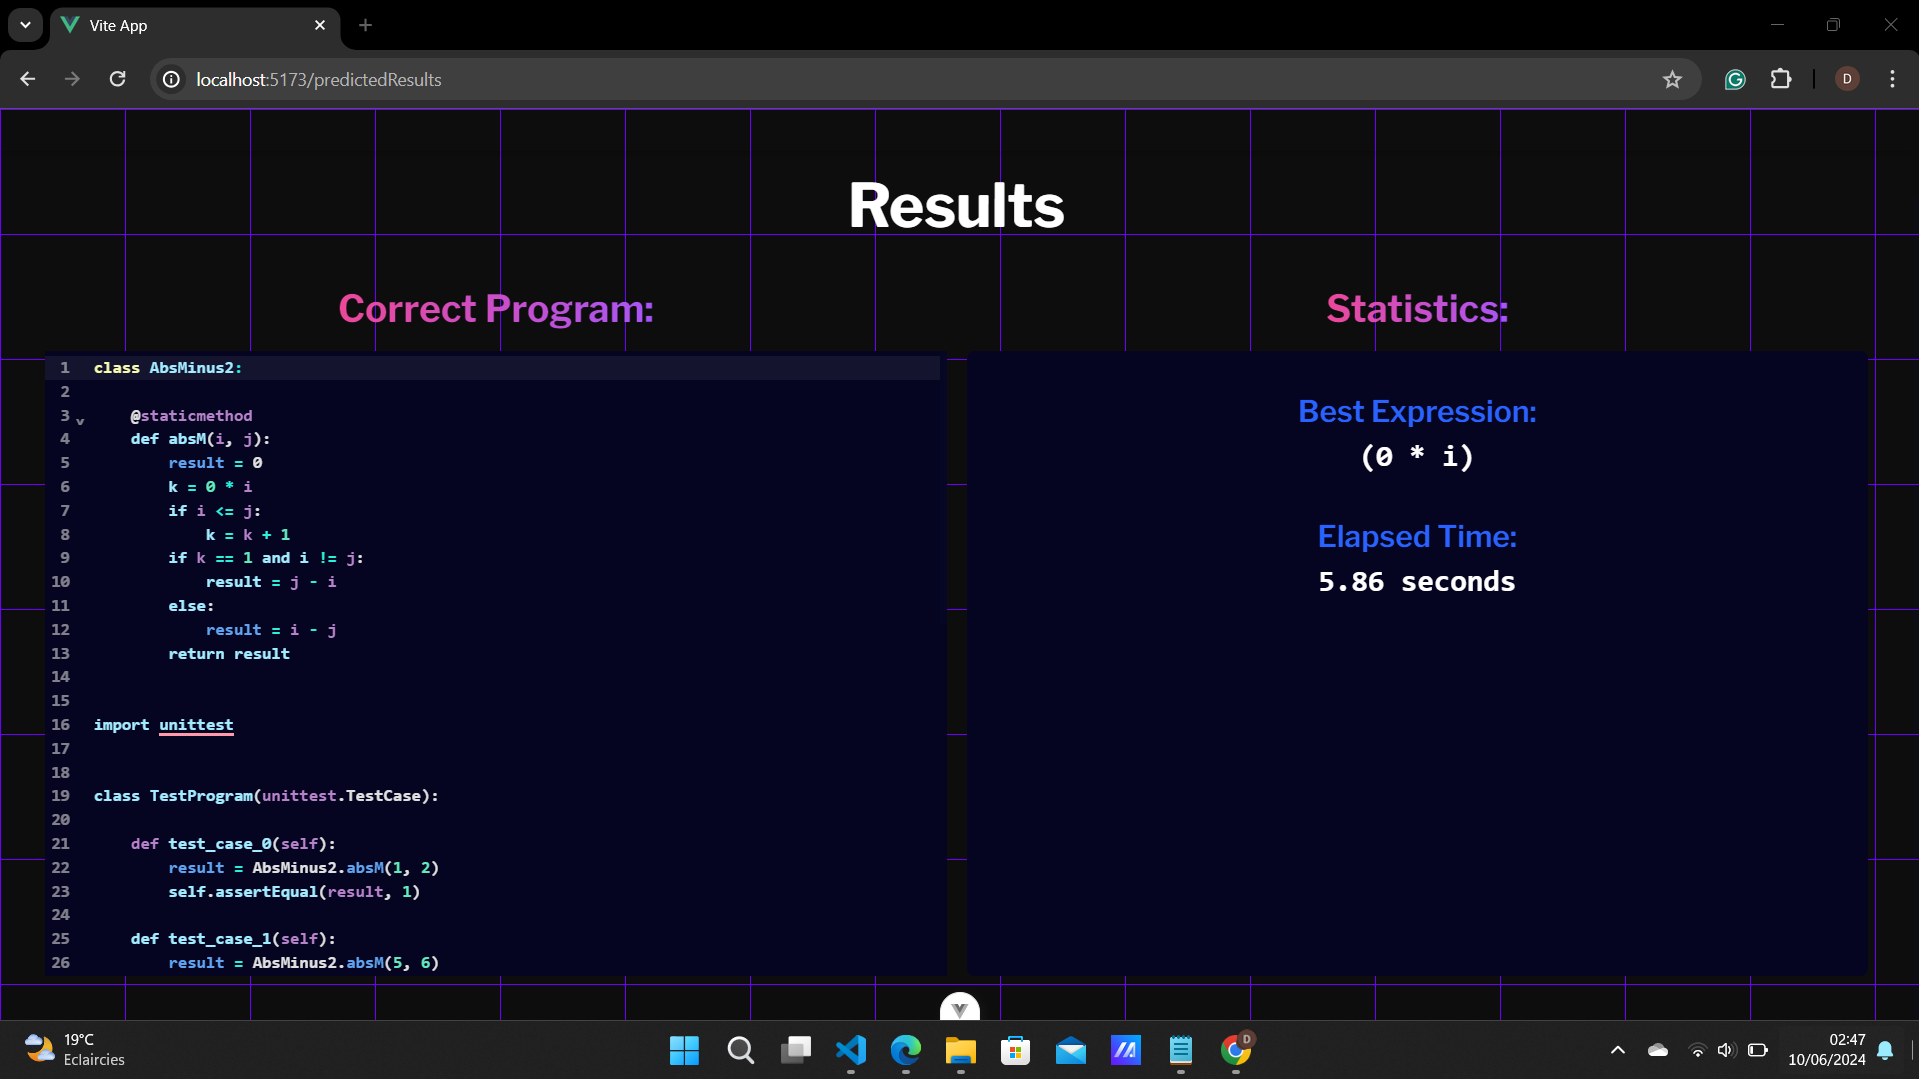 Vite App
localhost:5173/predictedResults
D
Results
Correct Program:
1 class AbsMinus2:
2
3     @staticmethod
4     def absM(i, j):
5         result = 0
6         k = 0 * i
7         if i <= j:
8             k = k + 1
9         if k == 1 and i != j:
10             result = j - i
11         else:
12             result = i - j
13         return result
14
15
16 import unittest
17
18
19 class TestProgram(unittest.TestCase):
20
21     def test_case_0(self):
22         result = AbsMinus2.absM(1, 2)
23         self.assertEqual(result, 1)
24
25     def test_case_1(self):
26         result = AbsMinus2.absM(5, 6)
Statistics:
Best Expression:
(0 * i)
Elapsed Time:
5.86 seconds
19°C
Eclaircies
D
02:47
10/06/2024